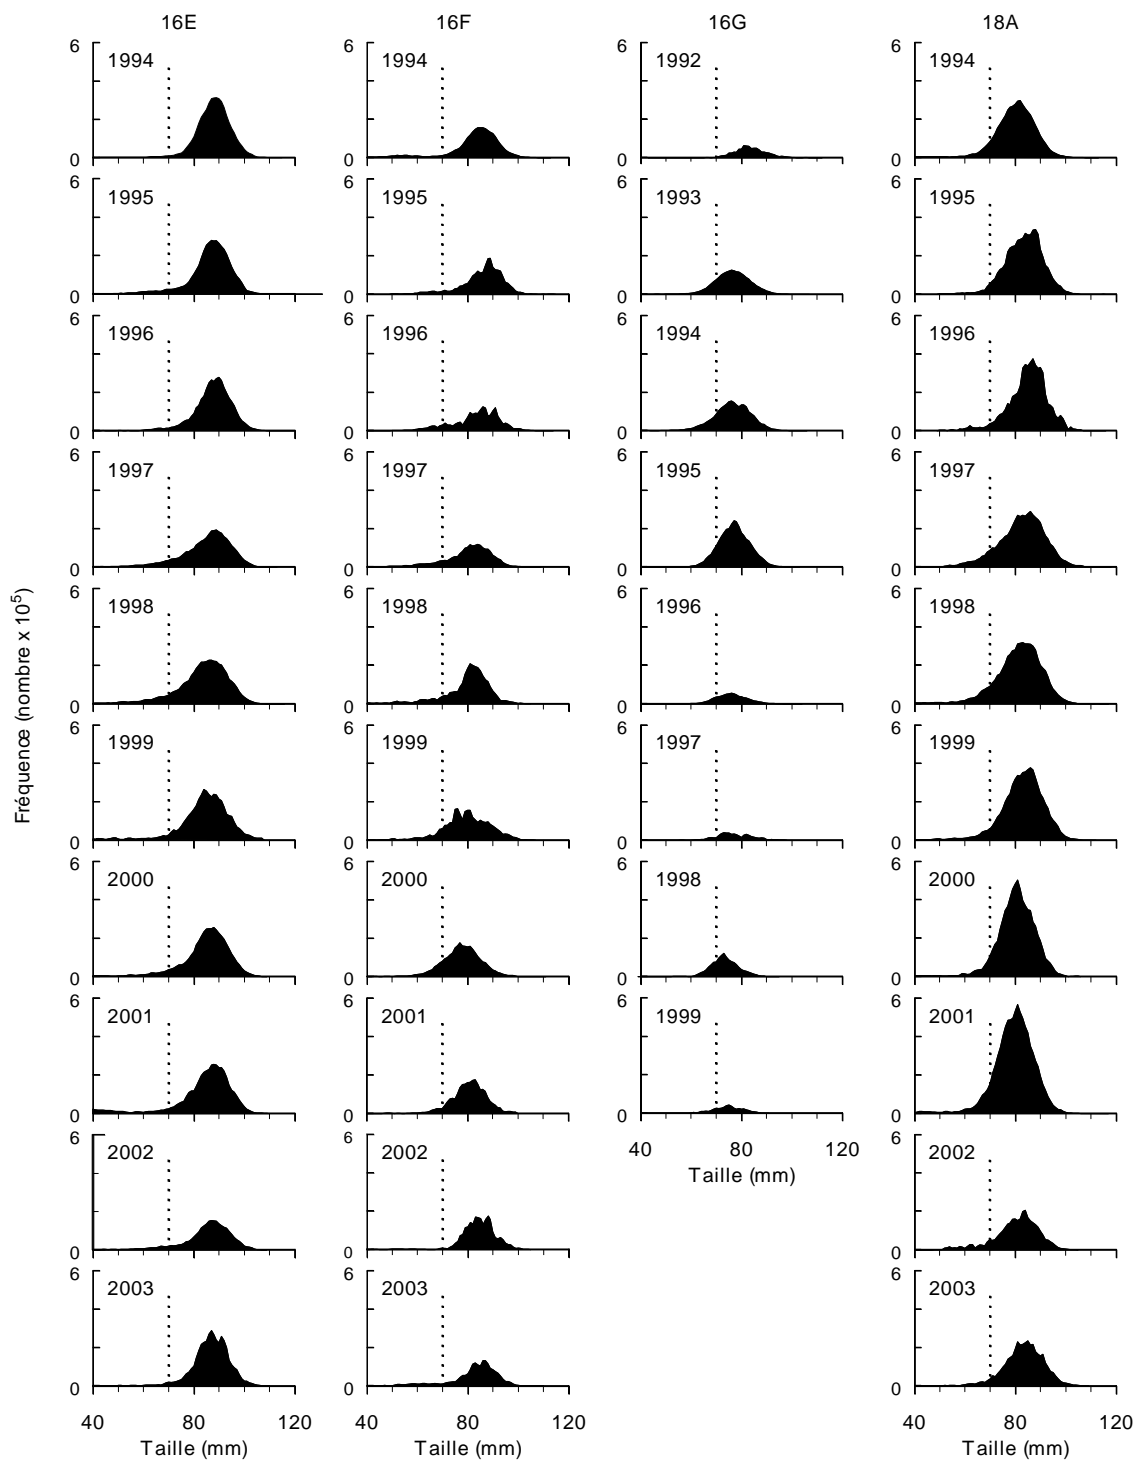 16E 16F 16G 18A
6 6 6 6
1994 1994 1992 1994
0 0 0 0
6 6 6 6
1995 1995 1993 1995
0 0 0 0
6 6 6 6
1996 1996 1994 1996
0 0 0 0
6 6 6 6
1997 1997 1995 1997
0 0 0 0
Fréquence (nombre x 10⁵)
6 6 6 6
1998 1998 1996 1998
0 0 0 0
6 6 6 6
1999 1999 1997 1999
0 0 0 0
6 6 6 6
2000 2000 1998 2000
0 0 0 0
6 6 6 6
2001 2001 1999 2001
0 0 0 0
40 80 120
Taille (mm)
6 6 6
2002 2002 2002
0 0 0
6 6 6
2003 2003 2003
0 0 0
40 80 120 40 80 120 40 80 120
Taille (mm) Taille (mm) Taille (mm)